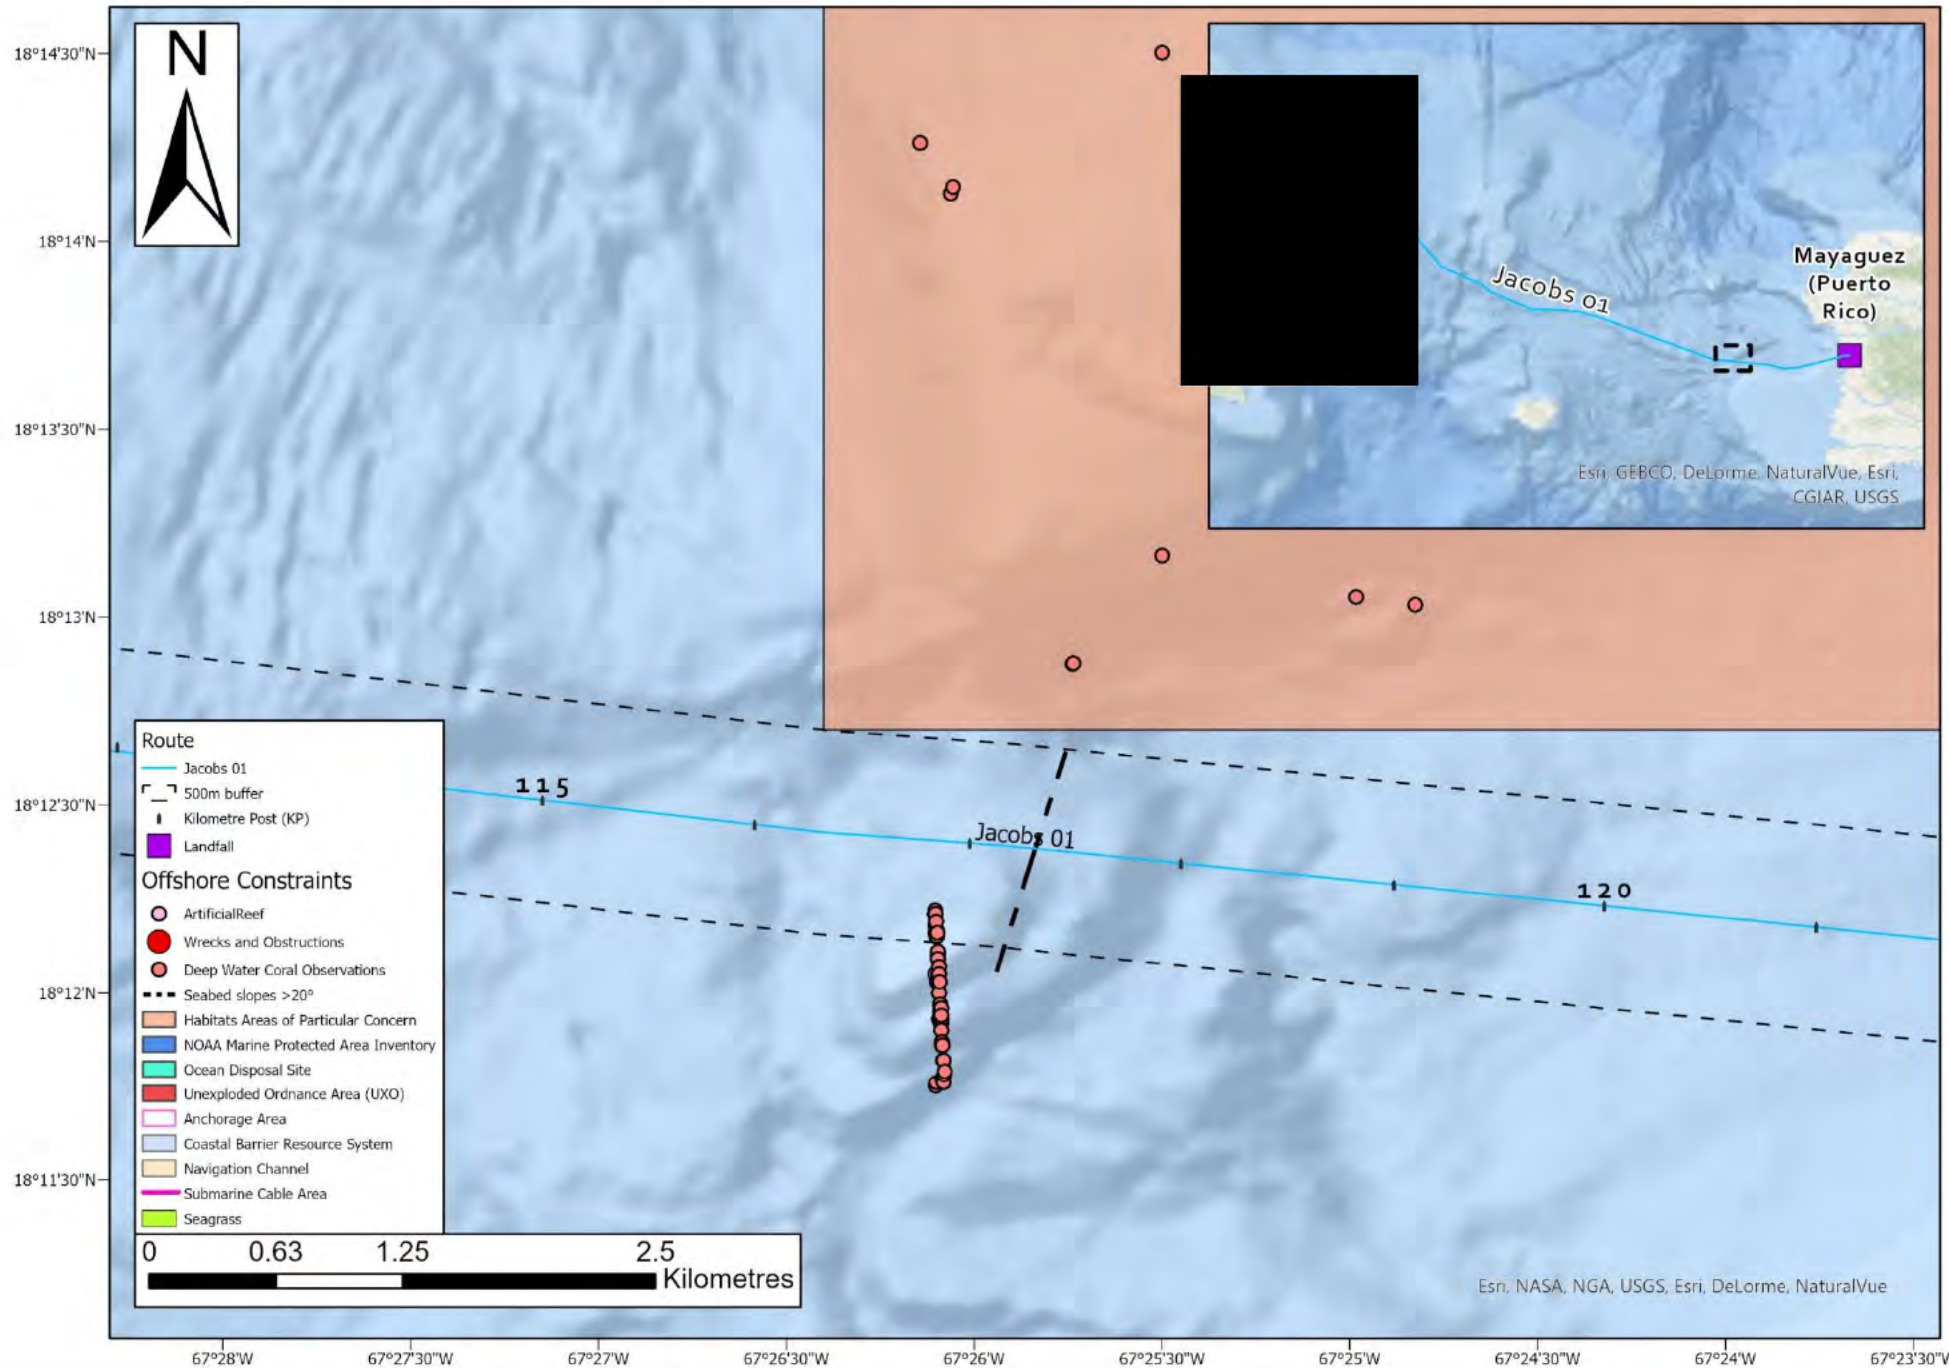 N
18°14'30"N
18°14'N
18°13'30"N
18°13'N
18°12'30"N
18°12'N
18°11'30"N
Jacobs 01
Mayaguez
(Puerto
Rico)
Esri, GEBCO, DeLorme, NaturalVue, Esri,
CGIAR, USGS
115
Jacobs 01
120
Route
Jacobs 01
500m buffer
Kilometre Post (KP)
Landfall
Offshore Constraints
ArtificialReef
Wrecks and Obstructions
Deep Water Coral Observations
Seabed slopes >20°
Habitats Areas of Particular Concern
NOAA Marine Protected Area Inventory
Ocean Disposal Site
Unexploded Ordnance Area (UXO)
Anchorage Area
Coastal Barrier Resource System
Navigation Channel
Submarine Cable Area
Seagrass
0 0.63 1.25 2.5
Kilometres
Esri, NASA, NGA, USGS, Esri, DeLorme, NaturalVue
67°28'W 67°27'30"W 67°27'W 67°26'30"W 67°26'W 67°25'30"W 67°25'W 67°24'30"W 67°24'W 67°23'30"W